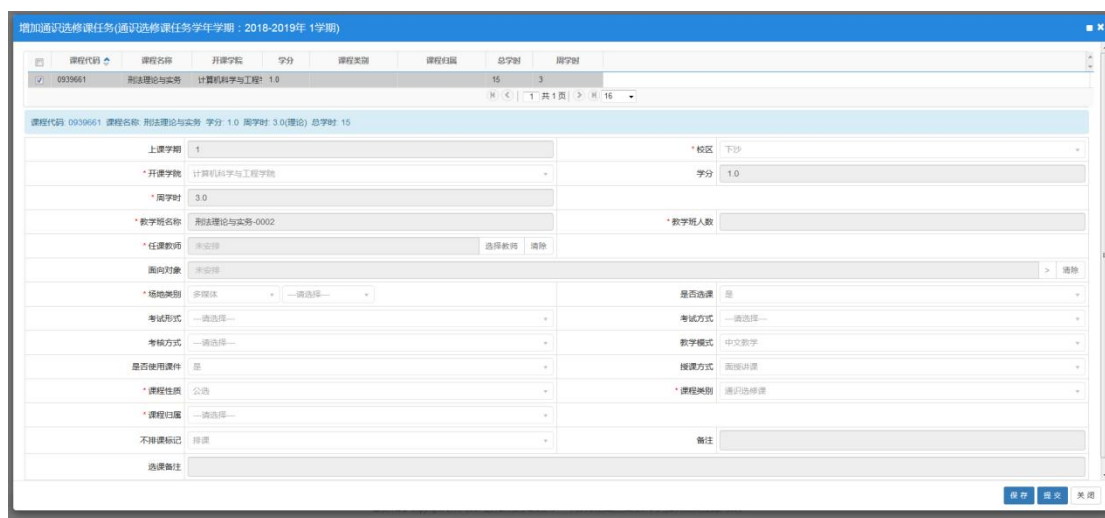 增加通识选修课任务(通识选修课任务学年学期：2018-2019年 1学期)
课程代码 课程名称 开课学院 学分 课程类别 课程归属 总学时 周学时
0939661 刑法理论与实务 计算机科学与工程 1.0 15 3
1 共1页 16
课程代码: 0939661 课程名称: 刑法理论与实务 学分: 1.0 周学时: 3.0(理论) 总学时: 15
上课学期 1 *校区 下沙
*开课学院 计算机科学与工程学院 学分 1.0
*周学时 3.0
*教学班名称 刑法理论与实务-0002 *教学班人数
*任课教师 未安排 选择教师 清除
面向对象 未安排 > 清除
*场地类别 多媒体 ---请选择--- 是否选课 是
考试形式 ---请选择--- 考试方式 ---请选择---
考核方式 ---请选择--- 教学模式 中文教学
是否使用课件 是 授课方式 面授讲课
*课程性质 公选 *课程类别 通识选修课
*课程归属 ---请选择---
不排课标记 排课 备注
选课备注
保存 提交 关闭